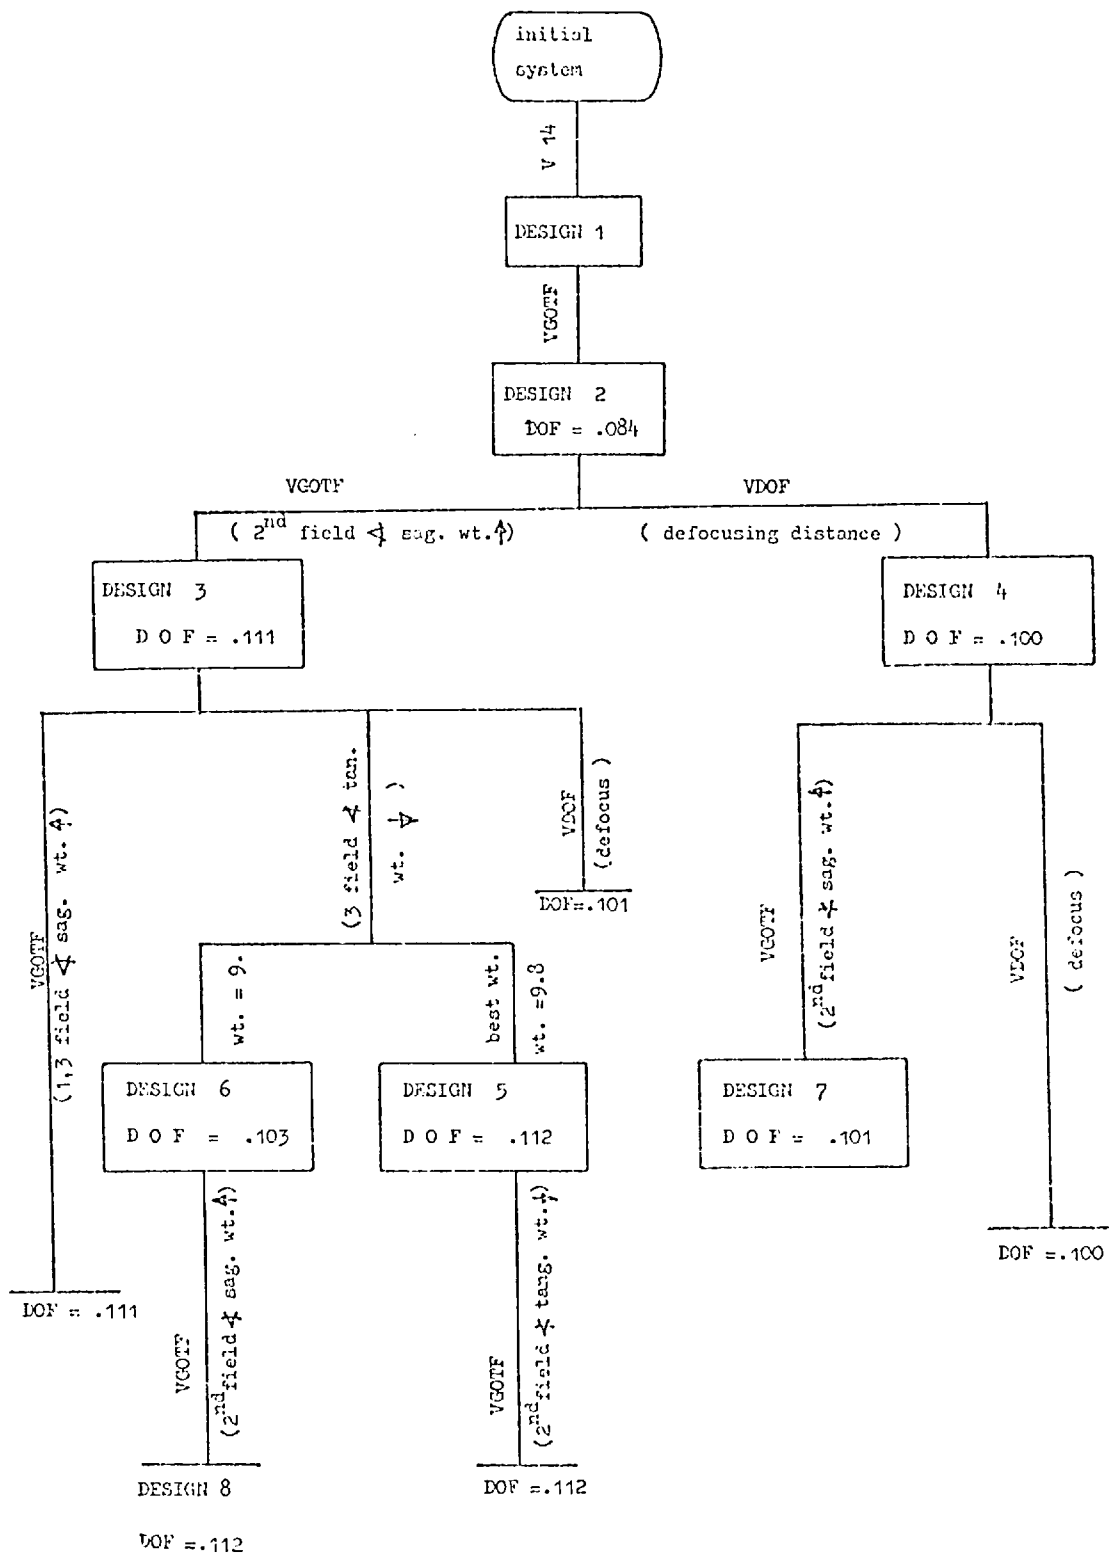 initial
system
V 14
DESIGN 1
VGOTF
DESIGN 2
DOF = .084
VGOTF
( 2nd field ∢ sag. wt.↑)
VDOF
( defocusing distance )
DESIGN 3
D O F = .111
DESIGN 4
D O F = .100
VGOTF
(1,3 field ∢ sag. wt. ↑)
(3 field ∢ tan.
wt. ↓ )
VDOF
(defocus )
DOF=.101
VGOTF
(2nd field ∢ sag. wt.↑)
VDOF
( defocus )
wt. = 9.
best wt.
wt. =9.8
DESIGN 6
D O F = .103
DESIGN 5
D O F = .112
DESIGN 7
D O F = .101
DOF =.100
DOF = .111
VGOTF
(2nd field ∢ sag. wt.↑)
VGOTF
(2nd field ∢ tang. wt.↓)
DESIGN 8
DOF =.112
DOF =.112